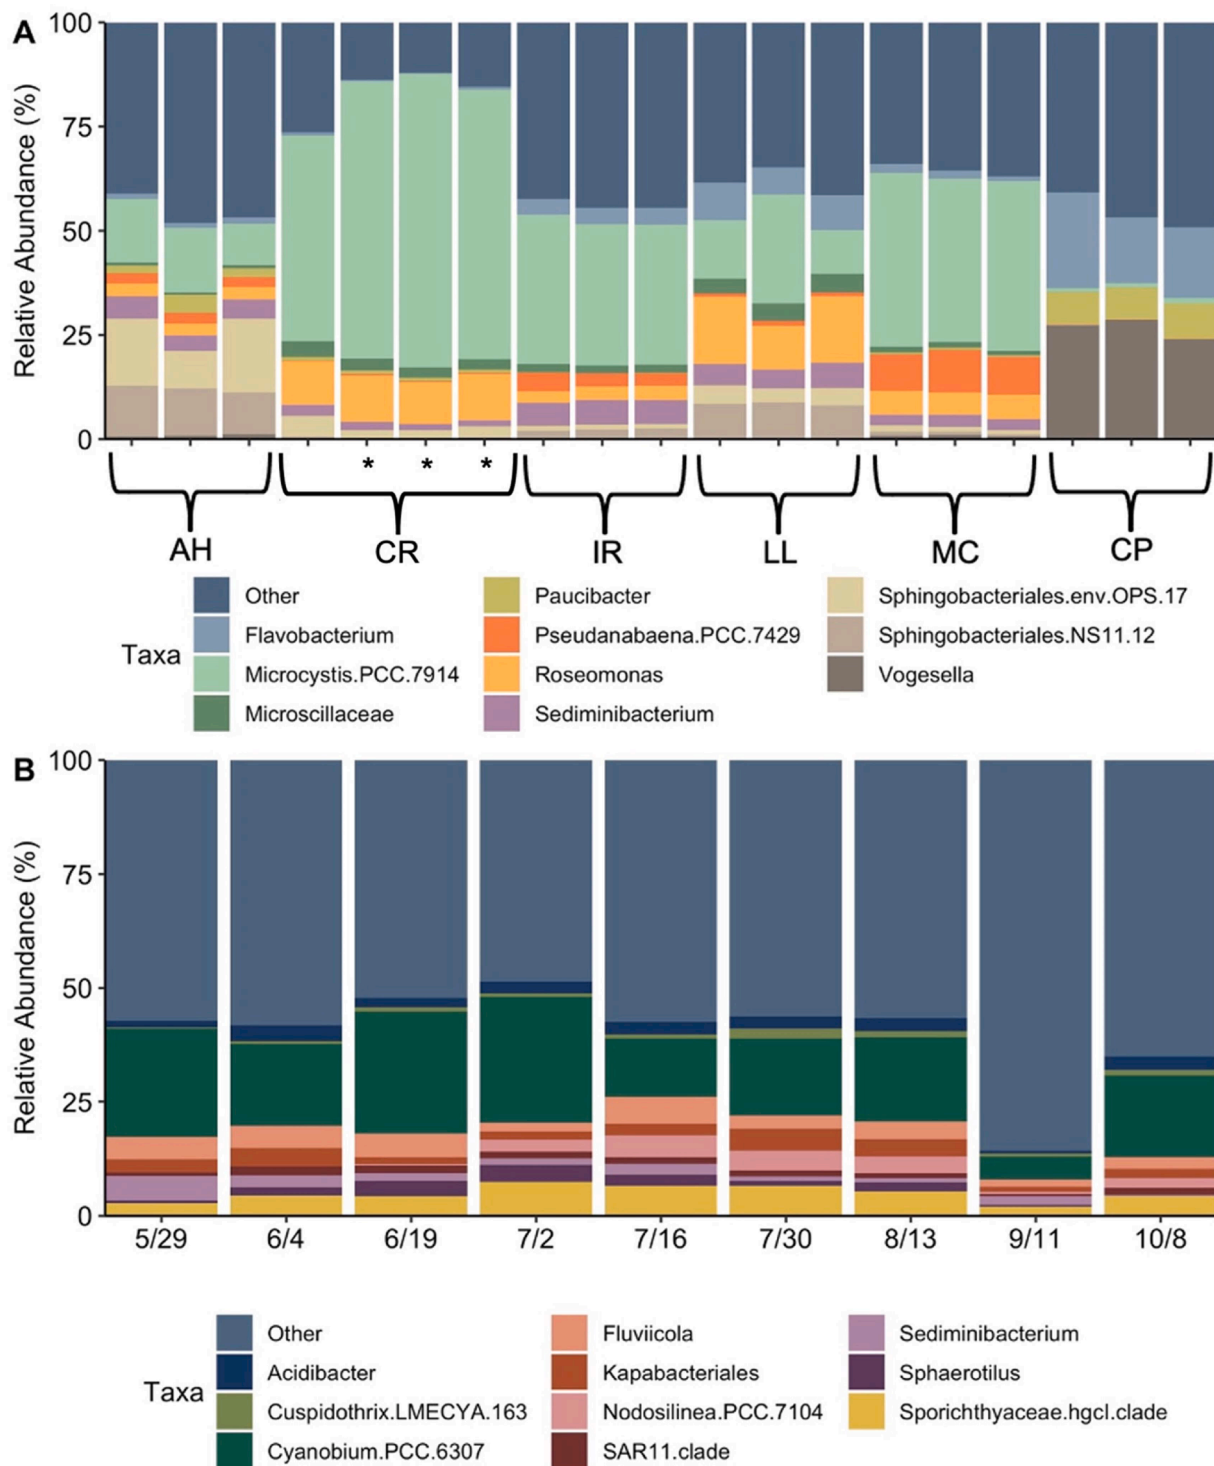 A
100
75
50
25
0
Relative Abundance (%)
* * *
AH CR IR LL MC CP
Taxa
Other
Flavobacterium
Microcystis.PCC.7914
Microscillaceae
Paucibacter
Pseudanabaena.PCC.7429
Roseomonas
Sediminibacterium
Sphingobacteriales.env.OPS.17
Sphingobacteriales.NS11.12
Vogesella
B
100
75
50
25
0
Relative Abundance (%)
5/29 6/4 6/19 7/2 7/16 7/30 8/13 9/11 10/8
Taxa
Other
Acidibacter
Cuspidothrix.LMECYA.163
Cyanobium.PCC.6307
Fluviicola
Kapabacteriales
Nodosilinea.PCC.7104
SAR11.clade
Sediminibacterium
Sphaerotilus
Sporichthyaceae.hgcl.clade